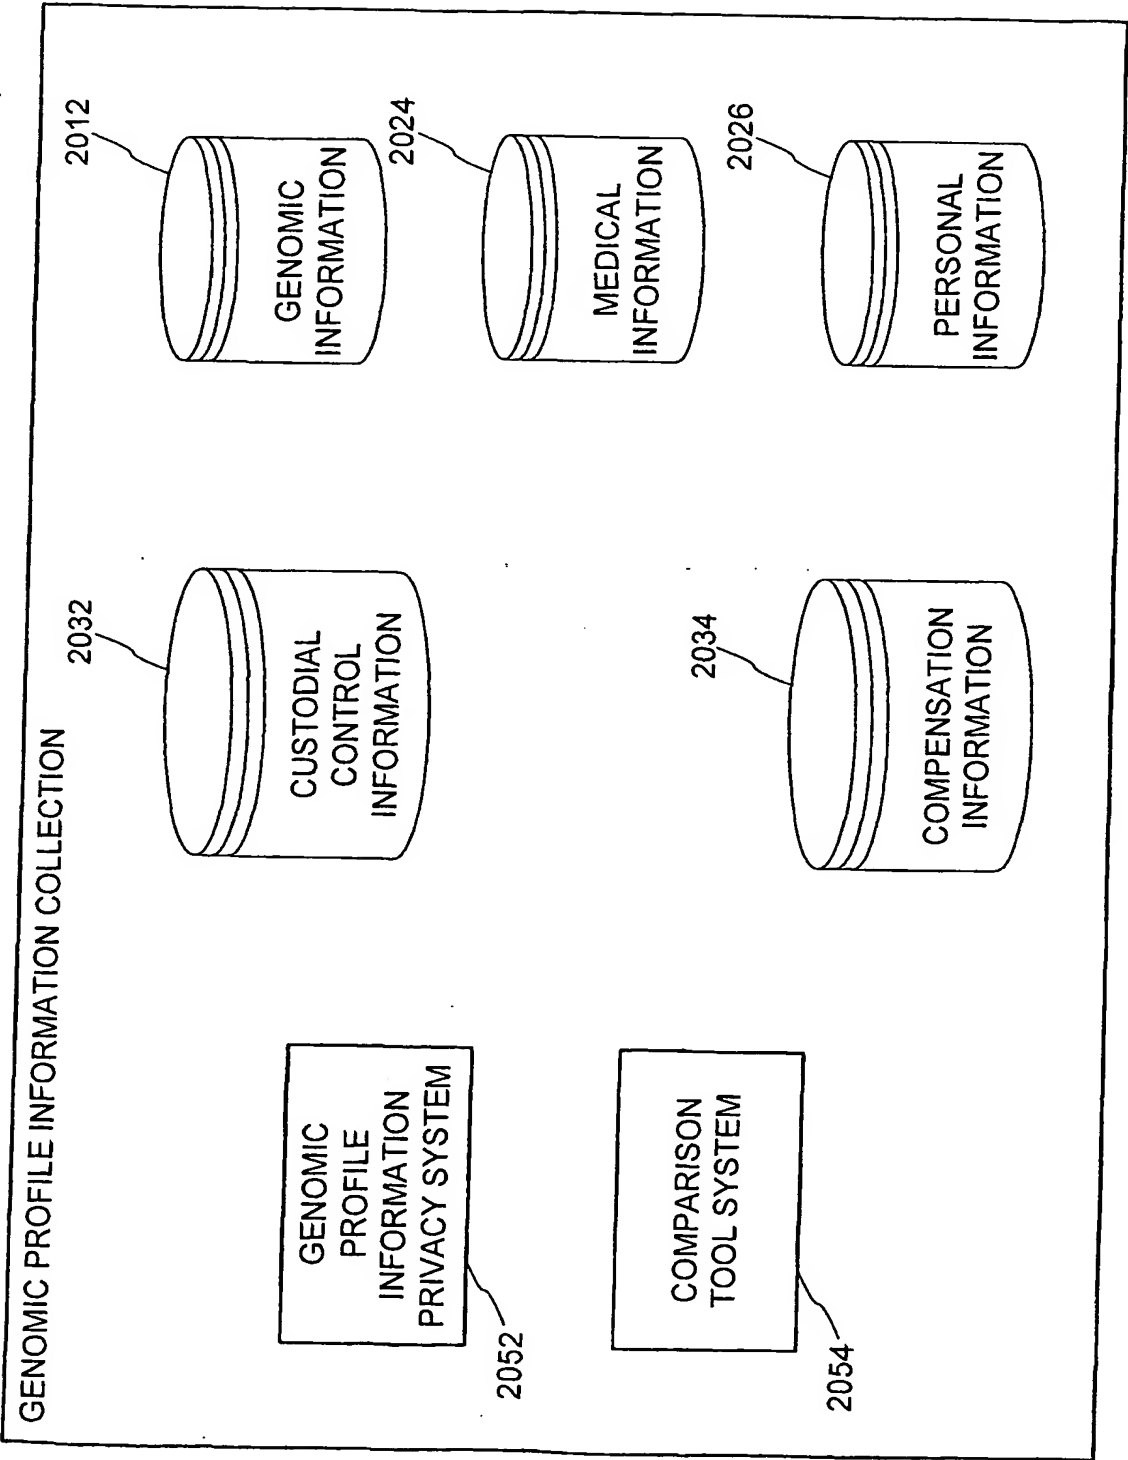 GENOMIC PROFILE INFORMATION COLLECTION
GENOMIC
PROFILE
INFORMATION
PRIVACY SYSTEM
2052
COMPARISON
TOOL SYSTEM
2054
2032
CUSTODIAL
CONTROL
INFORMATION
2034
COMPENSATION
INFORMATION
2012
GENOMIC
INFORMATION
2024
MEDICAL
INFORMATION
2026
PERSONAL
INFORMATION